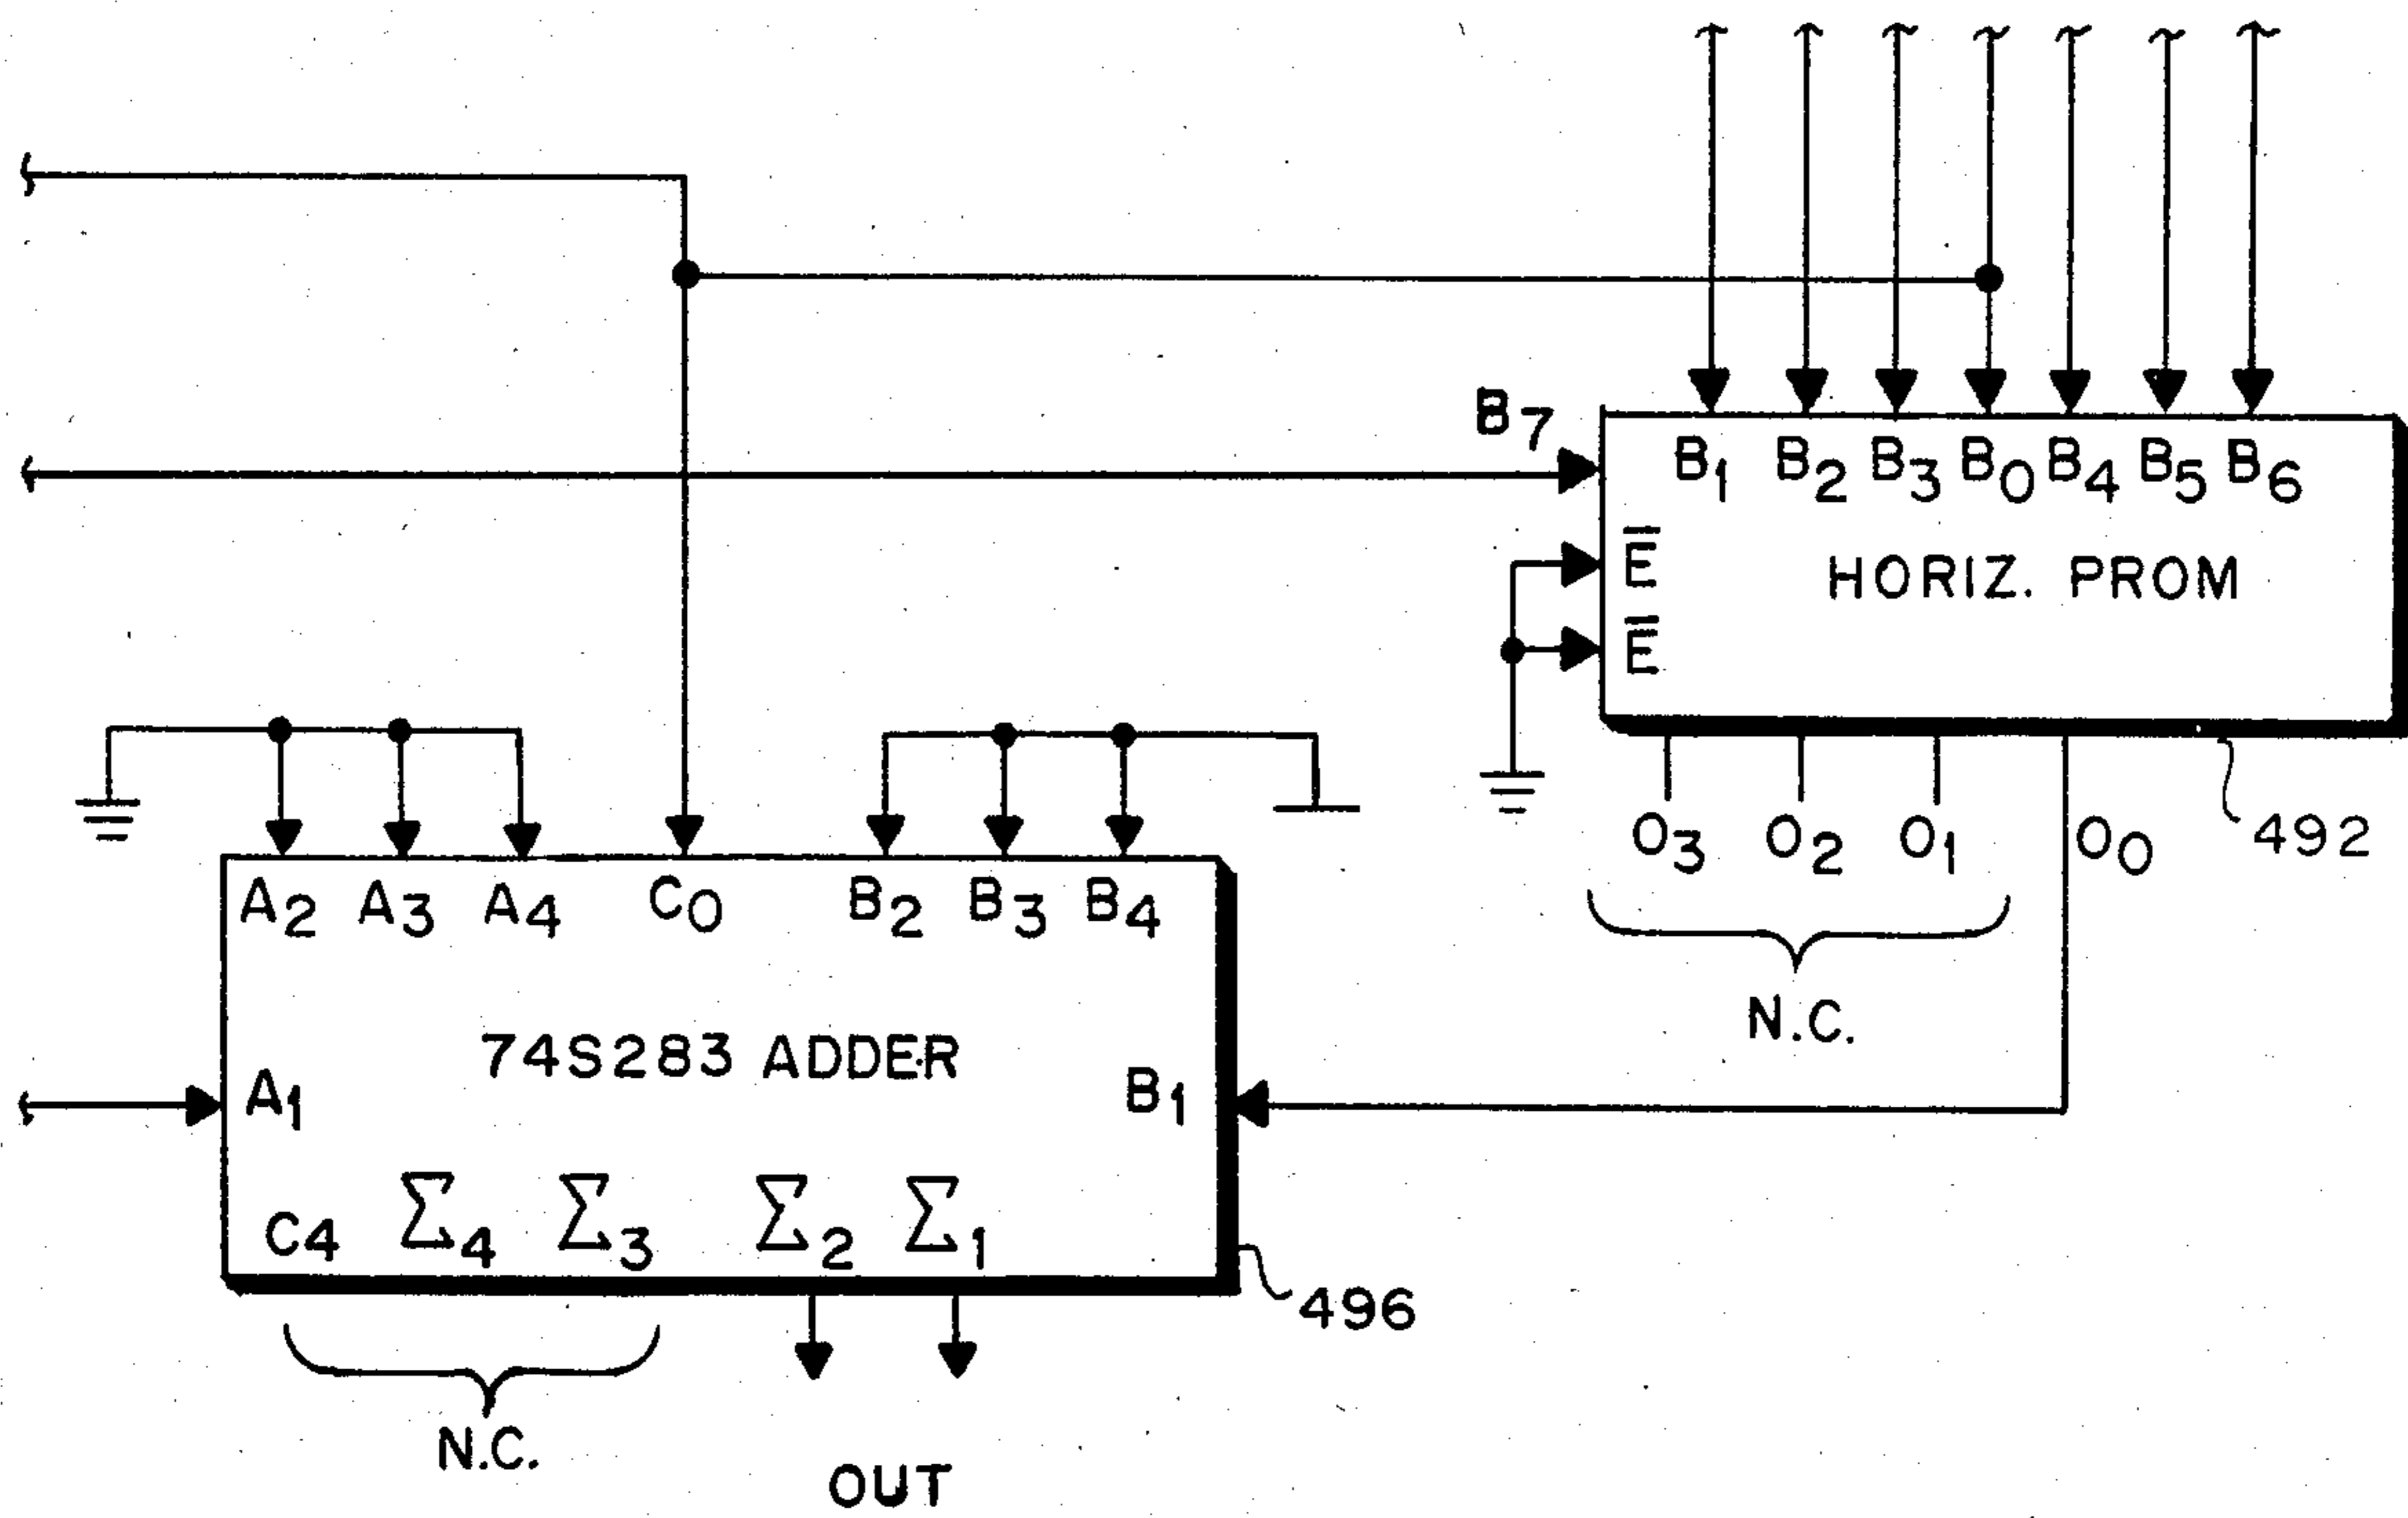 B7
B1 B2 B3 B0 B4 B5 B6
E̅
HORIZ. PROM
E̅
O3 O2 O1 O0 492
N.C.
A2 A3 A4 C0 B2 B3 B4
74S283 ADDER
A1 B1
C4 Σ4 Σ3 Σ2 Σ1
496
N.C.
OUT